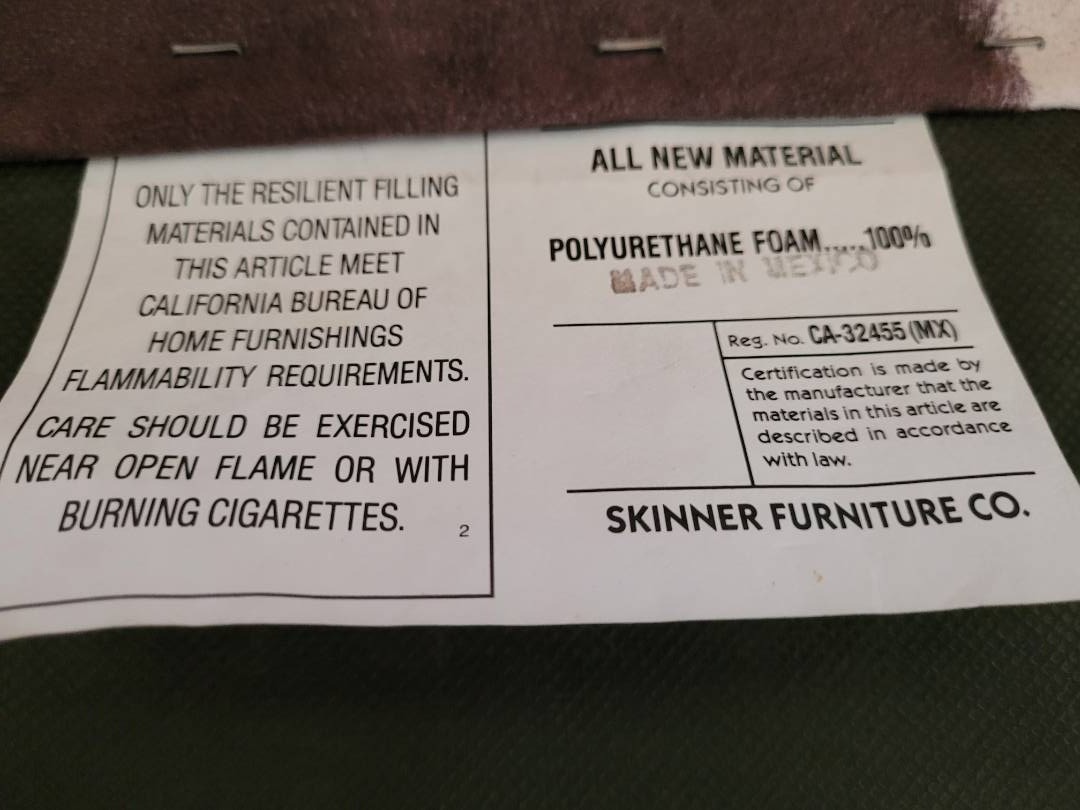 ONLY THE RESILIENT FILLING
MATERIALS CONTAINED IN
THIS ARTICLE MEET
CALIFORNIA BUREAU OF
HOME FURNISHINGS
FLAMMABILITY REQUIREMENTS.
CARE SHOULD BE EXERCISED
NEAR OPEN FLAME OR WITH
BURNING CIGARETTES.
2
ALL NEW MATERIAL
CONSISTING OF
POLYURETHANE FOAM.....100%
MADE IN MEXICO
Reg. No. CA-32455 (MX)
Certification is made by
the manufacturer that the
materials in this article are
described in accordance
with law.
SKINNER FURNITURE CO.